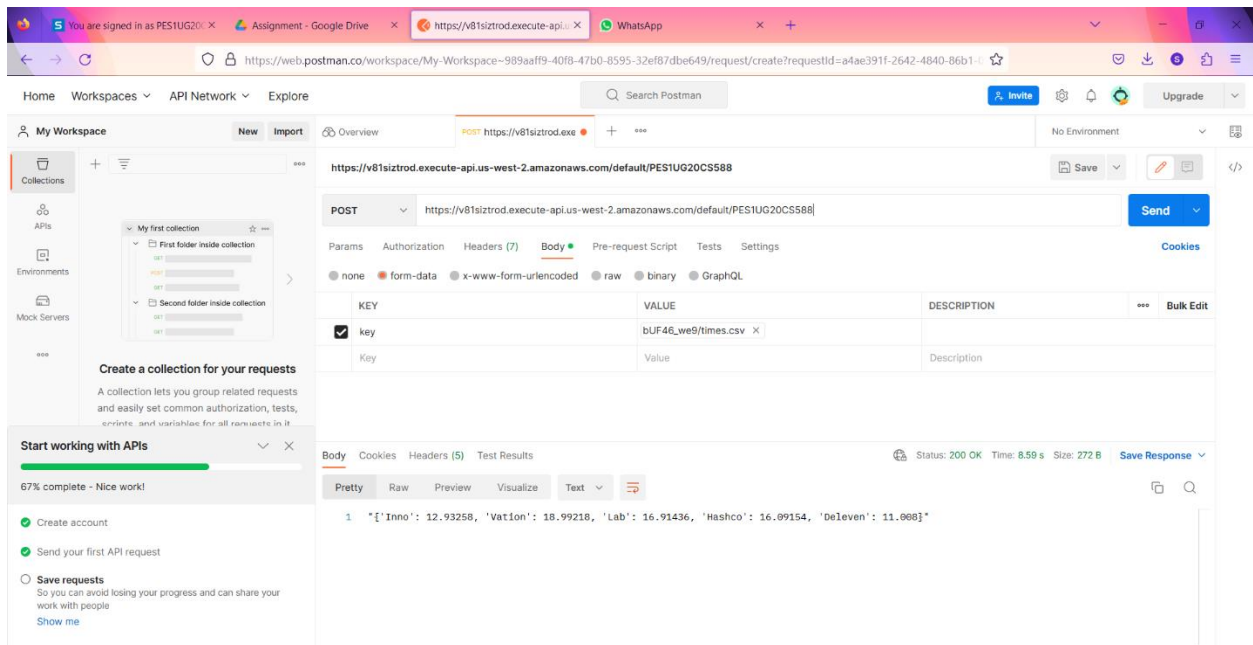 You are signed in as PES1UG20C
Assignment - Google Drive
https://v81siztrod.execute-api.u
WhatsApp
https://web.postman.co/workspace/My-Workspace~989aaff9-40f8-47b0-8595-32ef87dbe649/request/create?requestId=a4ae391f-2642-4840-86b1-
Home Workspaces API Network Explore
Search Postman
Invite
Upgrade
My Workspace New Import
Overview
POST https://v81siztrod.exe
No Environment
Collections
https://v81siztrod.execute-api.us-west-2.amazonaws.com/default/PES1UG20CS588
Save
APIs
POST https://v81siztrod.execute-api.us-west-2.amazonaws.com/default/PES1UG20CS588
Send
My first collection
First folder inside collection
GET
POST
GET
Params Authorization Headers (7) Body Pre-request Script Tests Settings
Cookies
Environments
none form-data x-www-form-urlencoded raw binary GraphQL
Mock Servers
Second folder inside collection
GET
GET
KEY VALUE DESCRIPTION Bulk Edit
key bUF46_we9/times.csv
Key Value Description
Create a collection for your requests
A collection lets you group related requests
and easily set common authorization, tests,
scripts, and variables for all requests in it
Start working with APIs
67% complete - Nice work!
Create account
Send your first API request
Save requests
So you can avoid losing your progress and can share your
work with people
Show me
Body Cookies Headers (5) Test Results
Status: 200 OK Time: 8.59 s Size: 272 B Save Response
Pretty Raw Preview Visualize Text
1 "{'Inno': 12.93258, 'Vation': 18.99218, 'Lab': 16.91436, 'Hashco': 16.09154, 'Deleven': 11.008}"